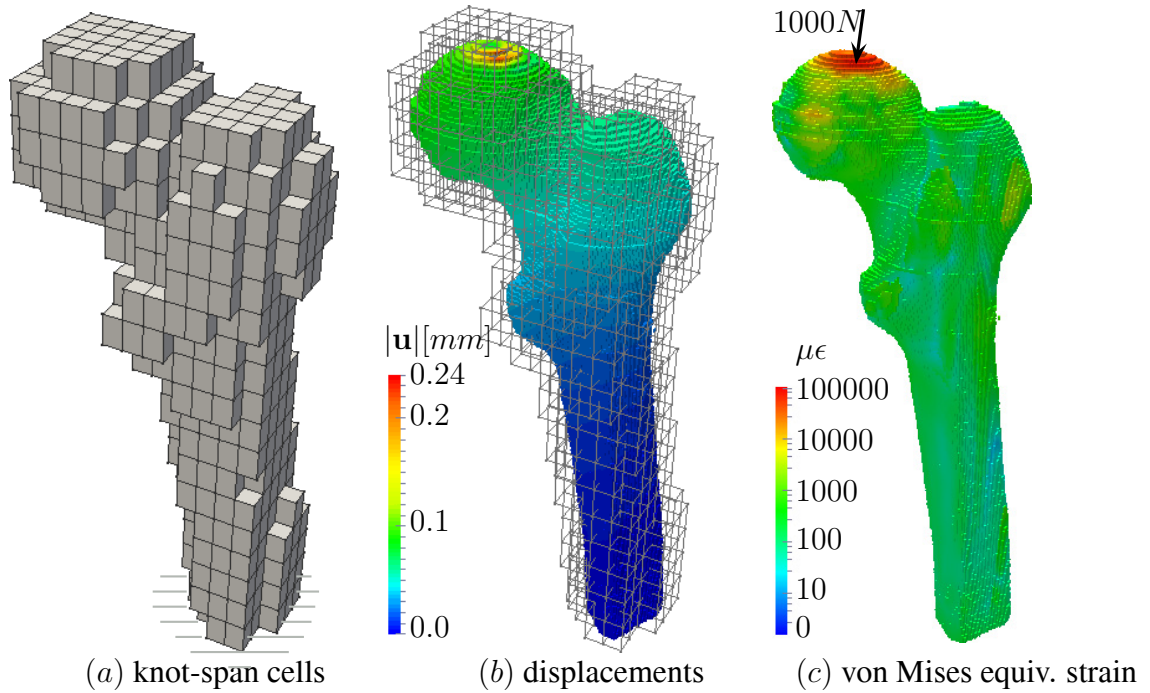 1000N
|u|[mm]
0.24
0.2
0.1
0.0
με
100000
10000
1000
100
10
0
(a) knot-span cells
(b) displacements
(c) von Mises equiv. strain